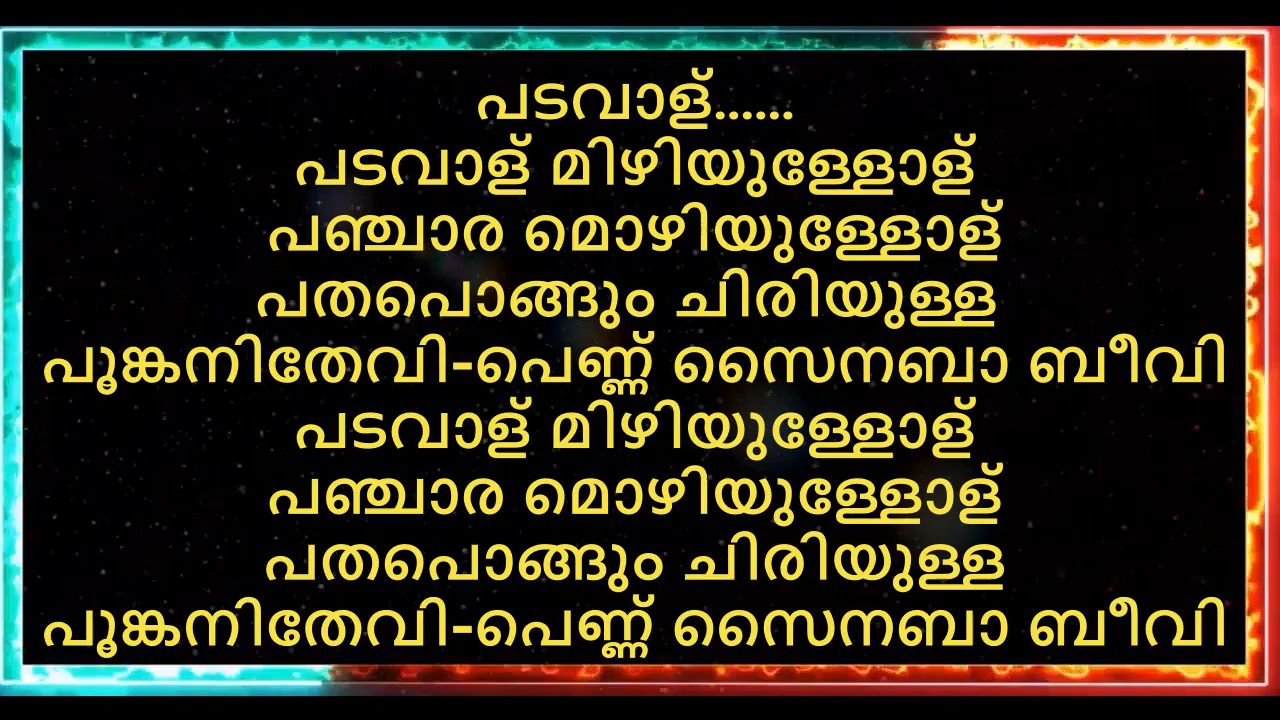 പടവാള്......
പടവാള് മിഴിയുള്ളോള്
പഞ്ചാര മൊഴിയുള്ളോള്
പതപൊങ്ങും ചിരിയുള്ള
പൂങ്കനിതേവി-പെണ്ണ് സൈനബാ ബീവി
പടവാള് മിഴിയുള്ളോള്
പഞ്ചാര മൊഴിയുള്ളോള്
പതപൊങ്ങും ചിരിയുള്ള
പൂങ്കനിതേവി-പെണ്ണ് സൈനബാ ബീവി